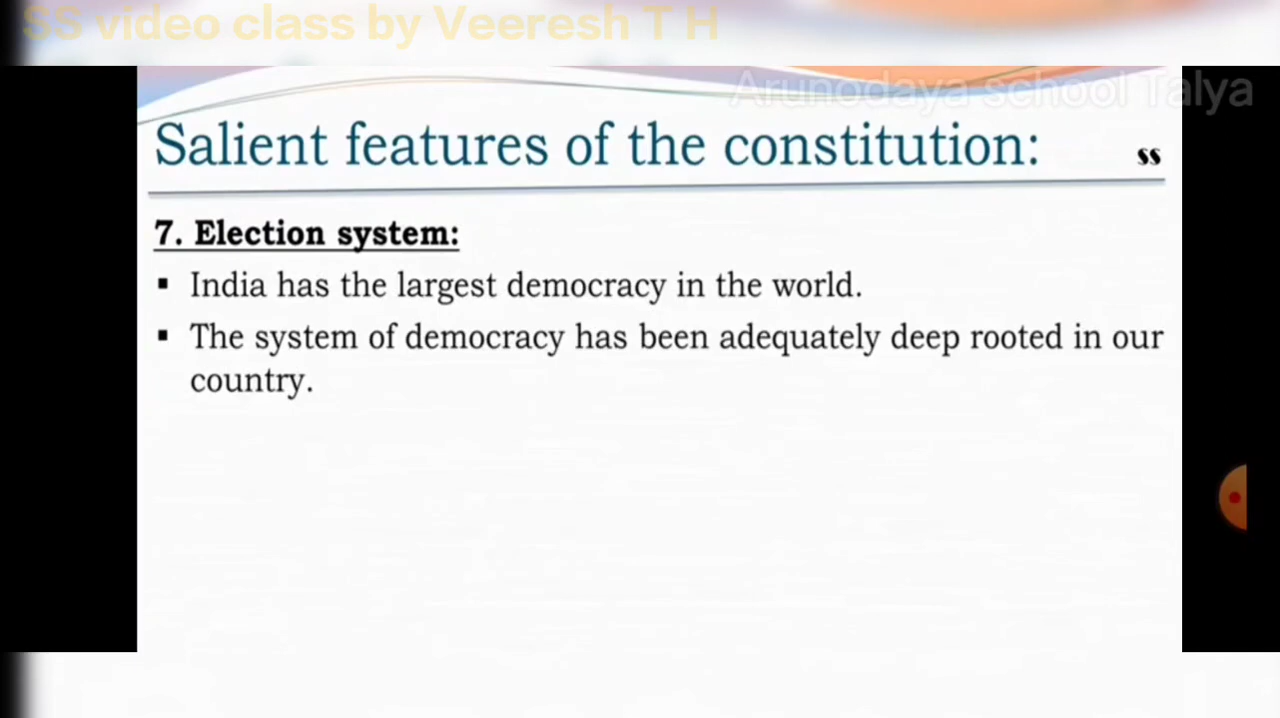 SS video class by Veeresh T H
Arunodaya school Talya
Salient features of the constitution:
SS
7. Election system:
▪ India has the largest democracy in the world.
▪ The system of democracy has been adequately deep rooted in our
country.